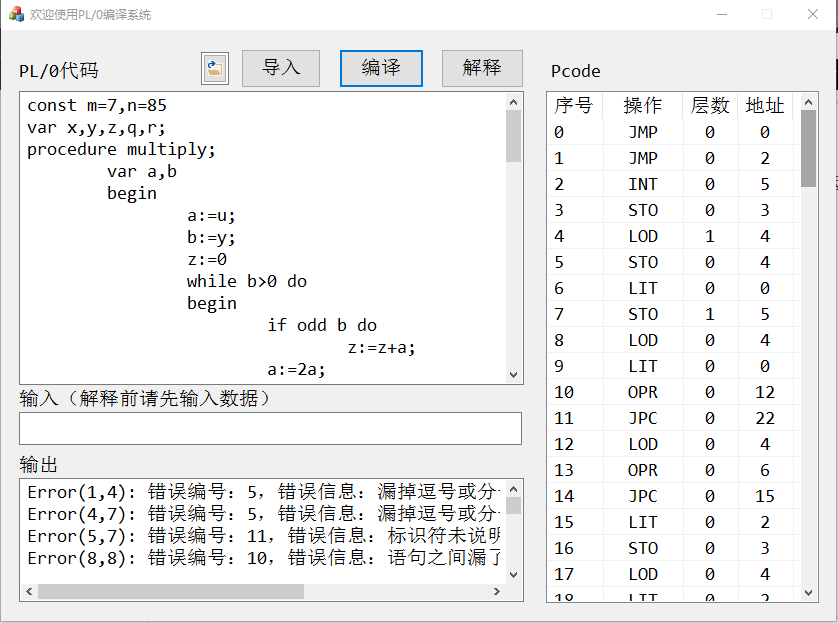 欢迎使用PL/0编译系统
PL/0代码
导入
编译
解释
Pcode
const m=7,n=85
var x,y,z,q,r;
procedure multiply;
var a,b
begin
a:=u;
b:=y;
z:=0
while b>0 do
begin
if odd b do
z:=z+a;
a:=2a;
输入（解释前请先输入数据）
输出
Error(1,4): 错误编号: 5, 错误信息: 漏掉逗号或分
Error(4,7): 错误编号: 5, 错误信息: 漏掉逗号或分
Error(5,7): 错误编号: 11, 错误信息: 标识符未说明
Error(8,8): 错误编号: 10, 错误信息: 语句之间漏了
序号 操作 层数 地址
0 JMP 0 0
1 JMP 0 2
2 INT 0 5
3 STO 0 3
4 LOD 1 4
5 STO 0 4
6 LIT 0 0
7 STO 1 5
8 LOD 0 4
9 LIT 0 0
10 OPR 0 12
11 JPC 0 22
12 LOD 0 4
13 OPR 0 6
14 JPC 0 15
15 LIT 0 2
16 STO 0 3
17 LOD 0 4
18 LIT 0 2